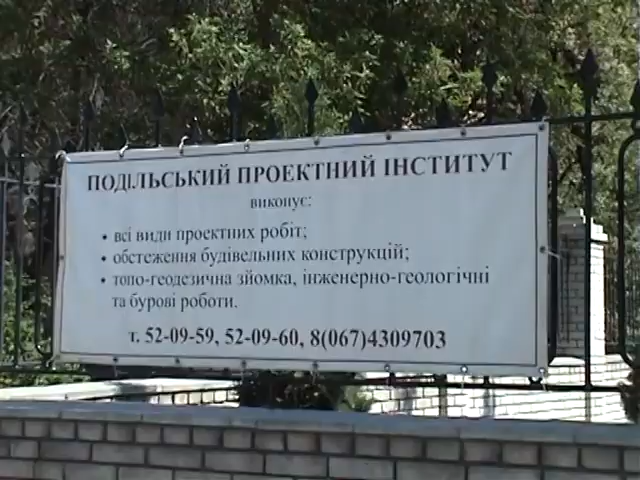 ПОДІЛЬСЬКИЙ ПРОЕКТНИЙ ІНСТИТУТ
виконує:
• всі види проектних робіт;
• обстеження будівельних конструкцій;
• топо-геодезична зйомка, інженерно-геологічні
та бурові роботи.
т. 52-09-59, 52-09-60, 8(067)4309703